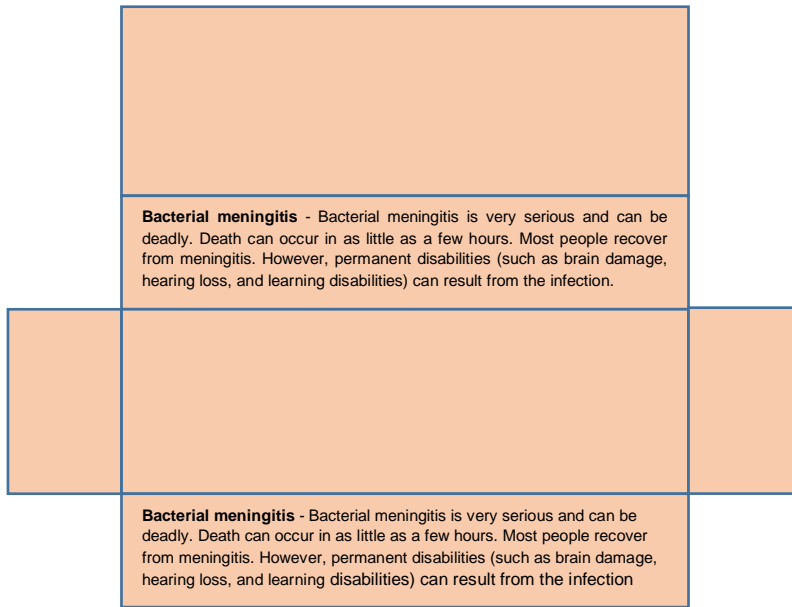 Bacterial meningitis - Bacterial meningitis is very serious and can be
deadly. Death can occur in as little as a few hours. Most people recover
from meningitis. However, permanent disabilities (such as brain damage,
hearing loss, and learning disabilities) can result from the infection.
Bacterial meningitis - Bacterial meningitis is very serious and can be
deadly. Death can occur in as little as a few hours. Most people recover
from meningitis. However, permanent disabilities (such as brain damage,
hearing loss, and learning disabilities) can result from the infection